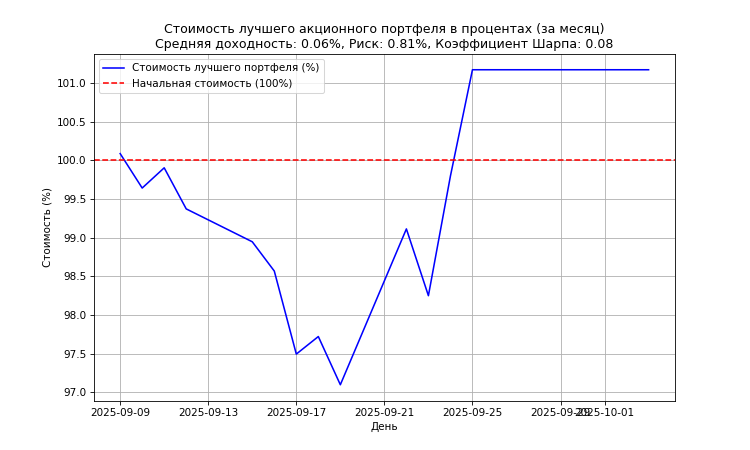 Стоимость лучшего акционного портфеля в процентах (за месяц)
Средняя доходность: 0.06%, Риск: 0.81%, Коэффициент Шарпа: 0.08
Стоимость лучшего портфеля (%)
Начальная стоимость (100%)
Стоимость (%)
101.0
100.5
100.0
99.5
99.0
98.5
98.0
97.5
97.0
2025-09-09 2025-09-13 2025-09-17 2025-09-21 2025-09-25 2025-09-29 2025-10-01
День